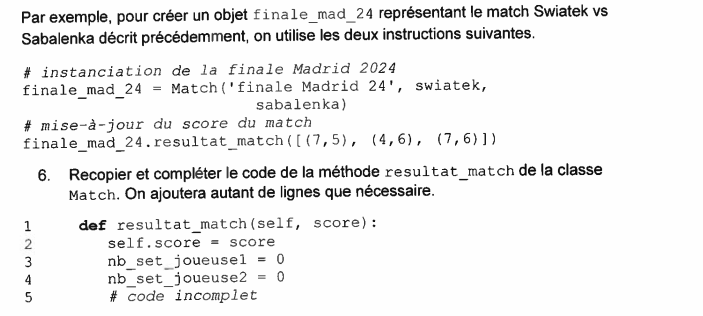 Par exemple, pour créer un objet finale_mad_24 représentant le match Swiatek vs
Sabalenka décrit précédemment, on utilise les deux instructions suivantes.
# instanciation de la finale Madrid 2024
finale_mad_24 = Match('finale Madrid 24', swiatek,
sabalenka)
# mise-à-jour du score du match
finale_mad_24.resultat_match([(7,5), (4,6), (7,6)])
6. Recopier et compléter le code de la méthode resultat_match de la classe
Match. On ajoutera autant de lignes que nécessaire.
1 def resultat_match(self, score):
2 self.score = score
3 nb_set_joueuse1 = 0
4 nb_set_joueuse2 = 0
5 # code incomplet